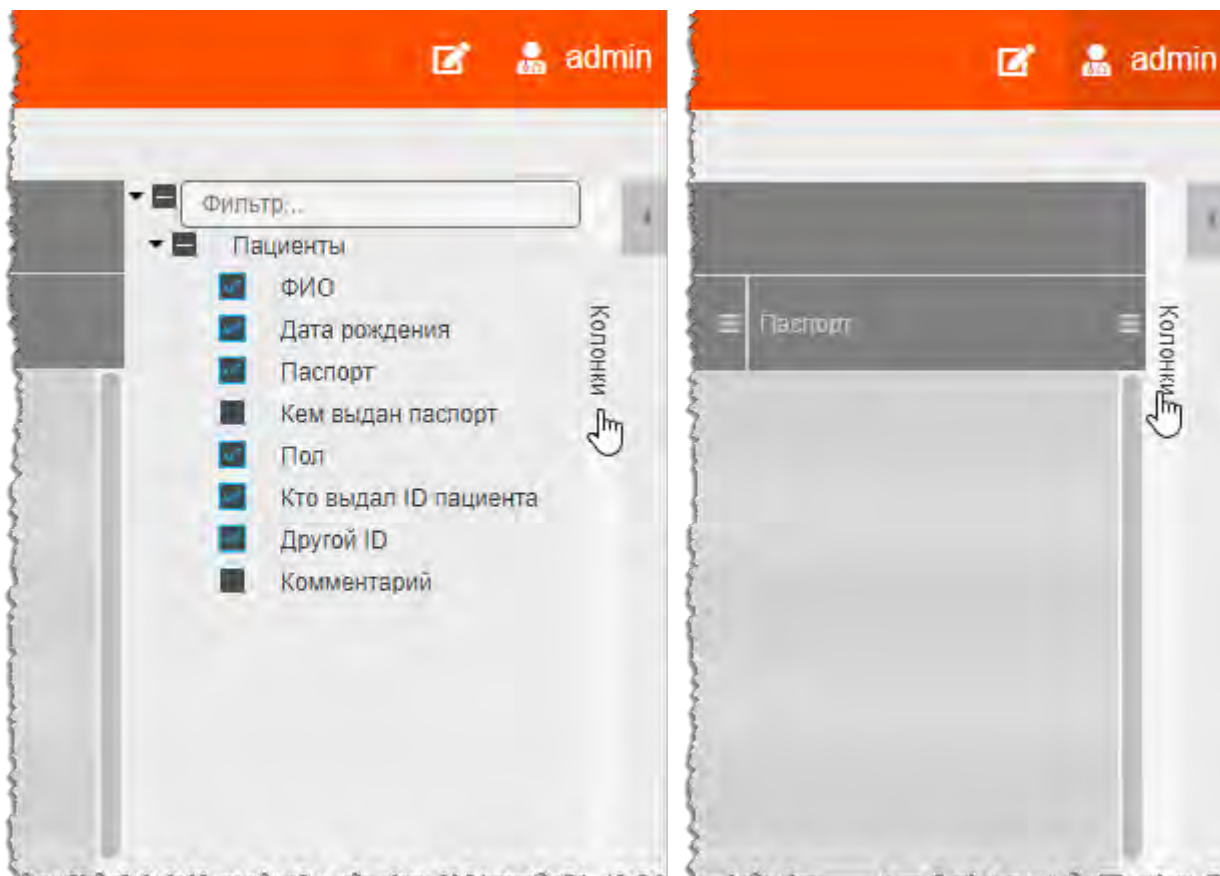 admin
Фильтр...
Пациенты
ФИО
Дата рождения
Паспорт
Кем выдан паспорт
Пол
Кто выдал ID пациента
Другой ID
Комментарий
Колонки
admin
Паспорт
Колонки